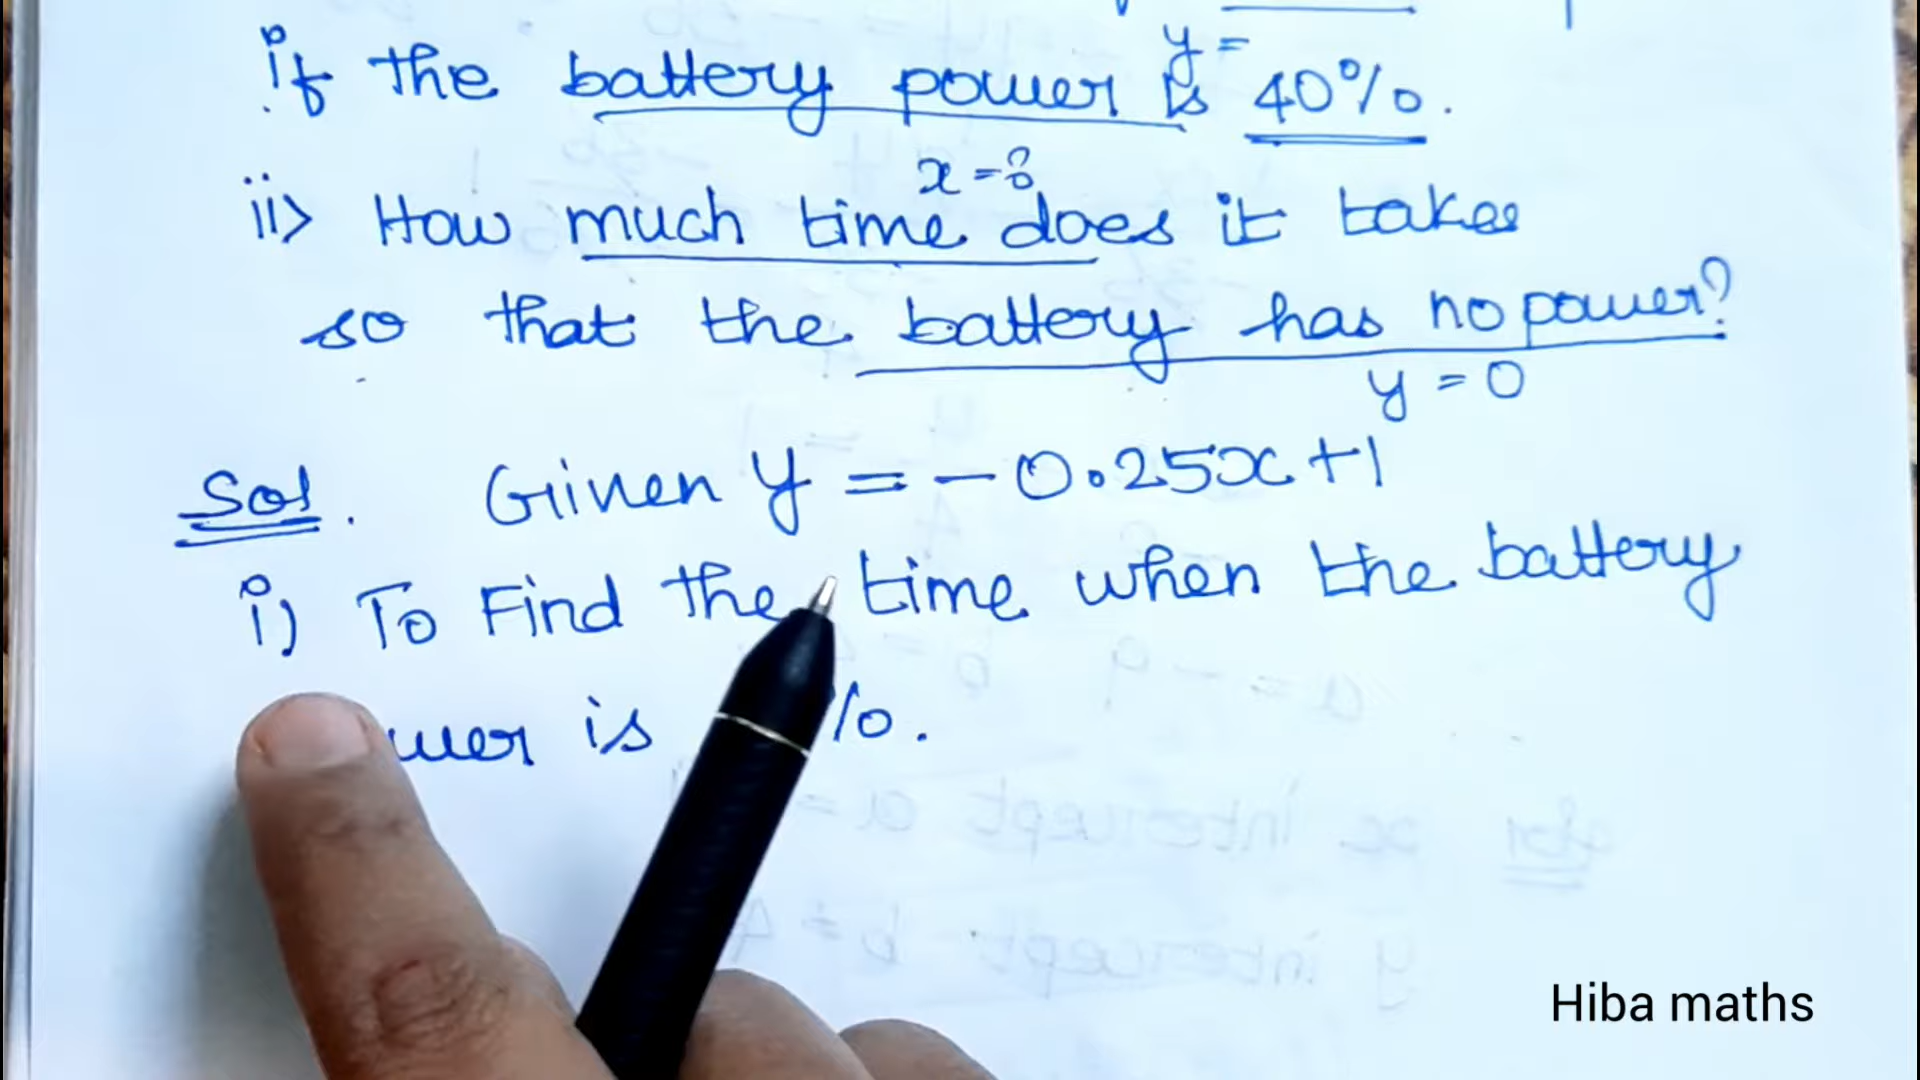 y =
if the battery power is 40%.
x = ?
ii) How much time does it takes
so that the battery has no power?
y = 0
Sol. Given y = -0.25x+1
i) To Find the time when the battery
is %.
Hiba maths